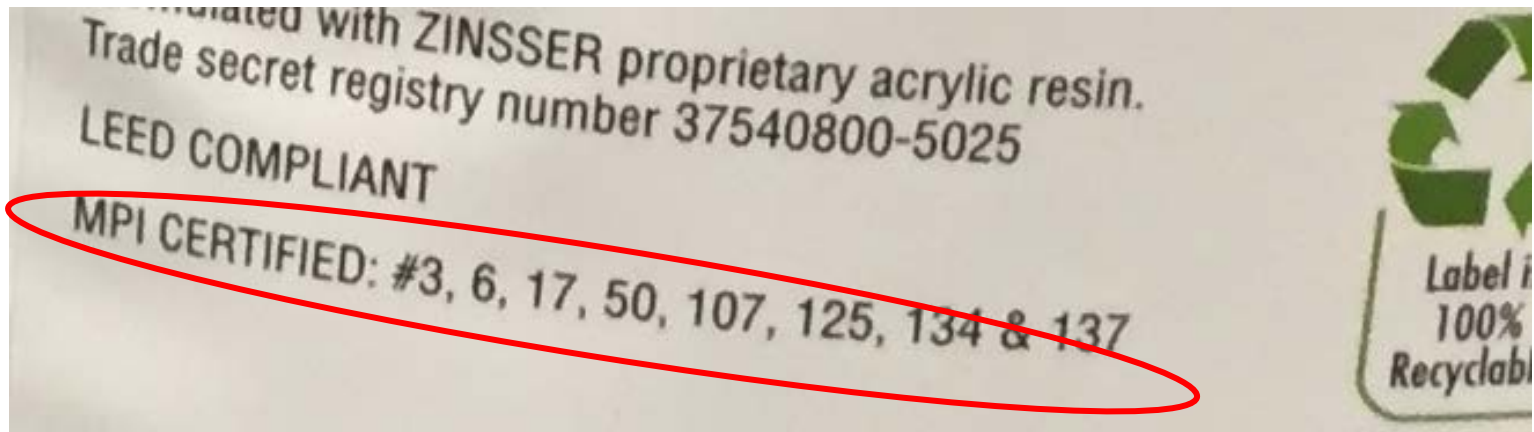 with ZINSSER proprietary acrylic resin.
Trade secret registry number 37540800-5025
LEED COMPLIANT
MPI CERTIFIED: #3, 6, 17, 50, 107, 125, 134 & 137
Label
100%